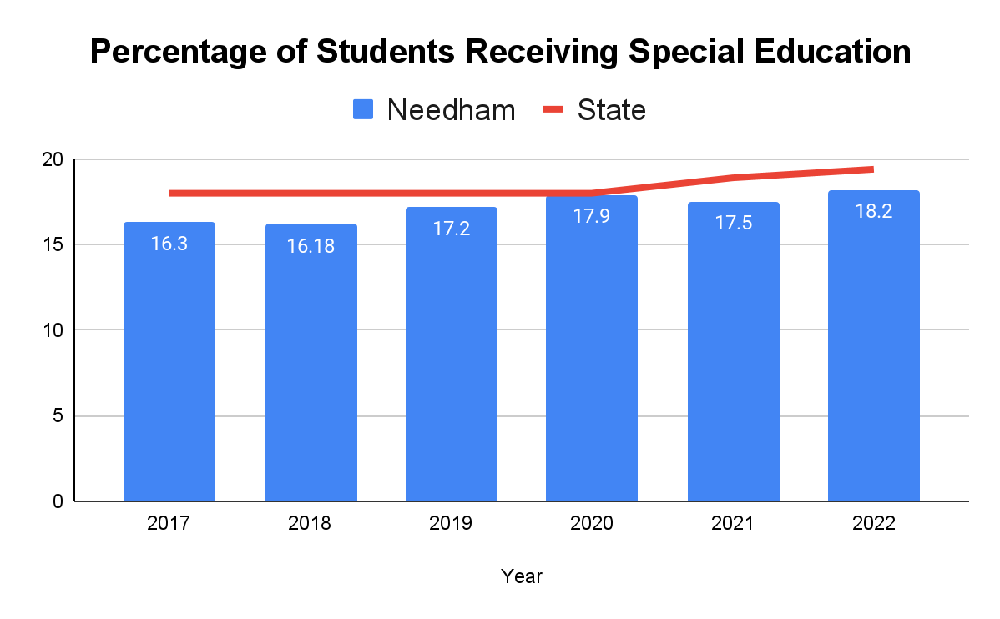 Percentage of Students Receiving Special Education
Needham State
20
15
10
5
0
16.3
16.18
17.2
17.9
17.5
18.2
2017 2018 2019 2020 2021 2022
Year